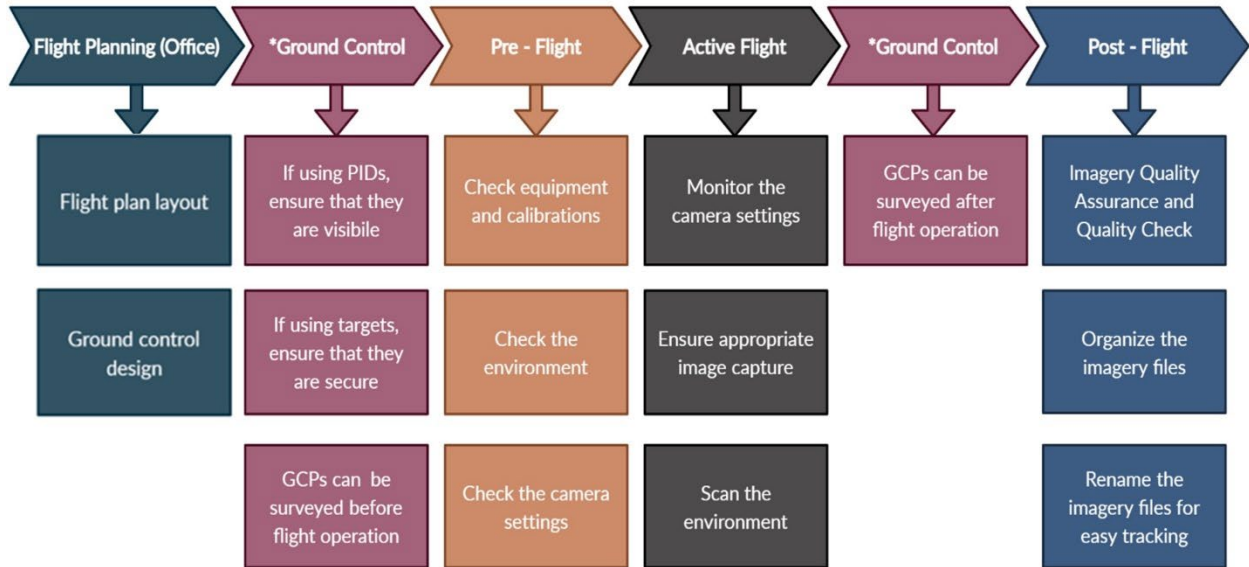 Flight Planning (Office)
*Ground Control
Pre - Flight
Active Flight
*Ground Contol
Post - Flight
Flight plan layout
If using PIDs,
ensure that they
are visibile
Check equipment
and calibrations
Monitor the
camera settings
GCPs can be
surveyed after
flight operation
Imagery Quality
Assurance and
Quality Check
Ground control
design
If using targets,
ensure that they
are secure
Check the
environment
Ensure appropriate
image capture
Organize the
imagery files
GCPs can be
surveyed before
flight operation
Check the camera
settings
Scan the
environment
Rename the
imagery files for
easy tracking